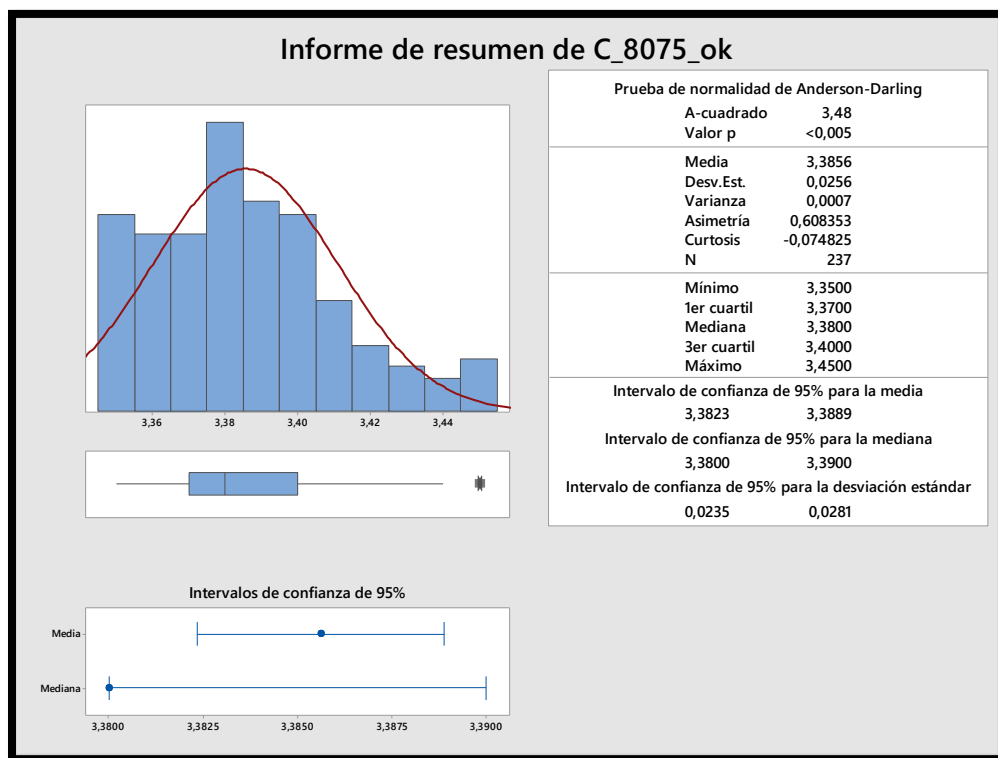 Informe de resumen de C_8075_ok
3,36 3,38 3,40 3,42 3,44
Intervalos de confianza de 95%
Media
Mediana
3,3800 3,3825 3,3850 3,3875 3,3900
Prueba de normalidad de Anderson-Darling
A-cuadrado 3,48
Valor p <0,005
Media 3,3856
Desv.Est. 0,0256
Varianza 0,0007
Asimetría 0,608353
Curtosis -0,074825
N 237
Mínimo 3,3500
1er cuartil 3,3700
Mediana 3,3800
3er cuartil 3,4000
Máximo 3,4500
Intervalo de confianza de 95% para la media
3,3823 3,3889
Intervalo de confianza de 95% para la mediana
3,3800 3,3900
Intervalo de confianza de 95% para la desviación estándar
0,0235 0,0281